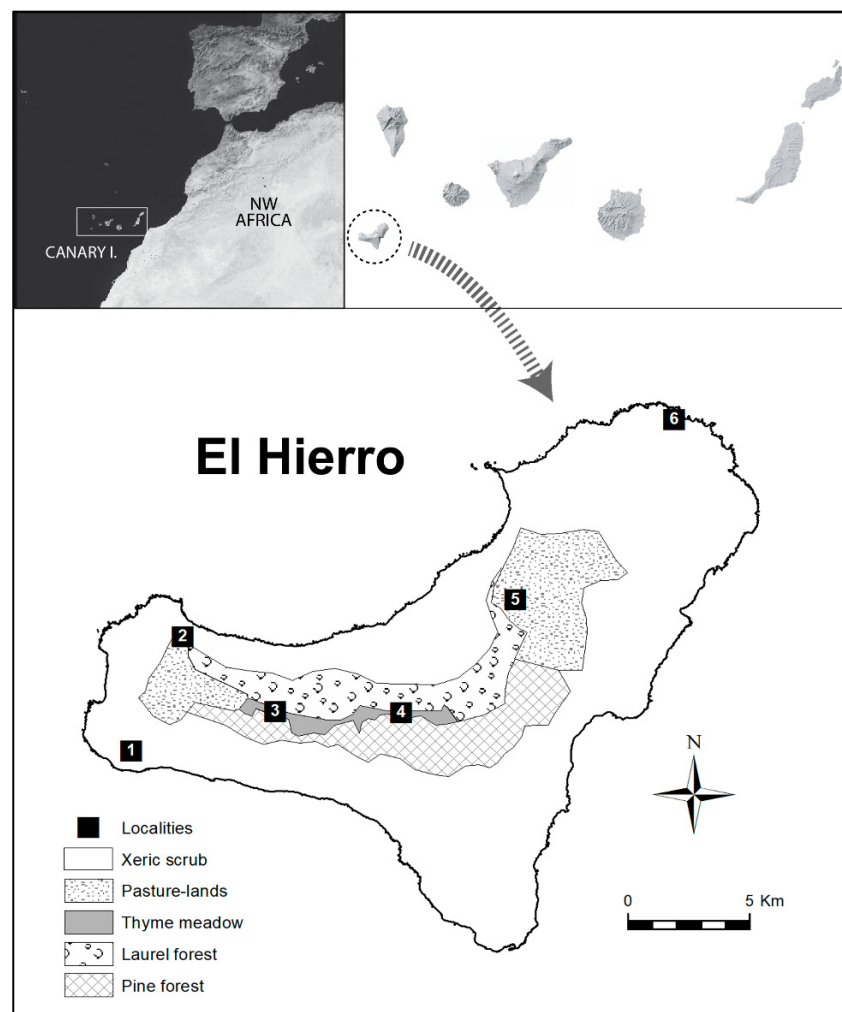 NW
AFRICA
CANARY I.
El Hierro
6
5
2
3
4
1
N
Localities
Xeric scrub
Pasture-lands
Thyme meadow
Laurel forest
Pine forest
0 5 Km